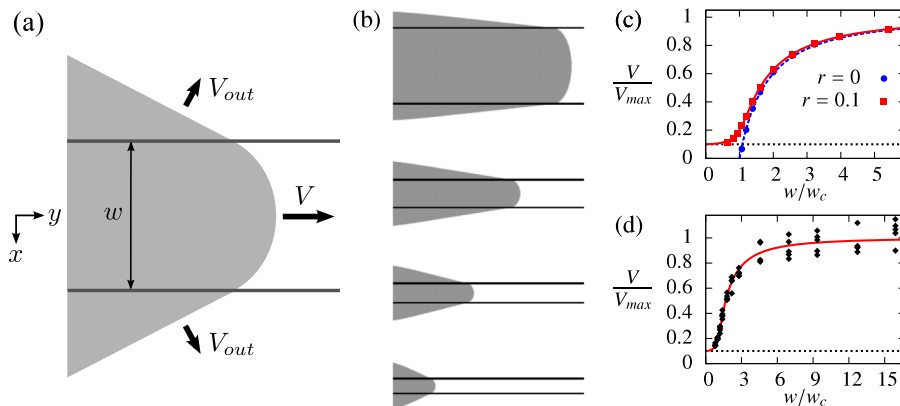 (a)
V_out
w
V
y
x
V_out
(b)
(c)
1
0.8
0.6
0.4
0.2
0
V
V_max
r = 0
r = 0.1
0 1 2 3 4 5
w/w_c
(d)
1
0.8
0.6
0.4
0.2
0
V
V_max
0 3 6 9 12 15
w/w_c